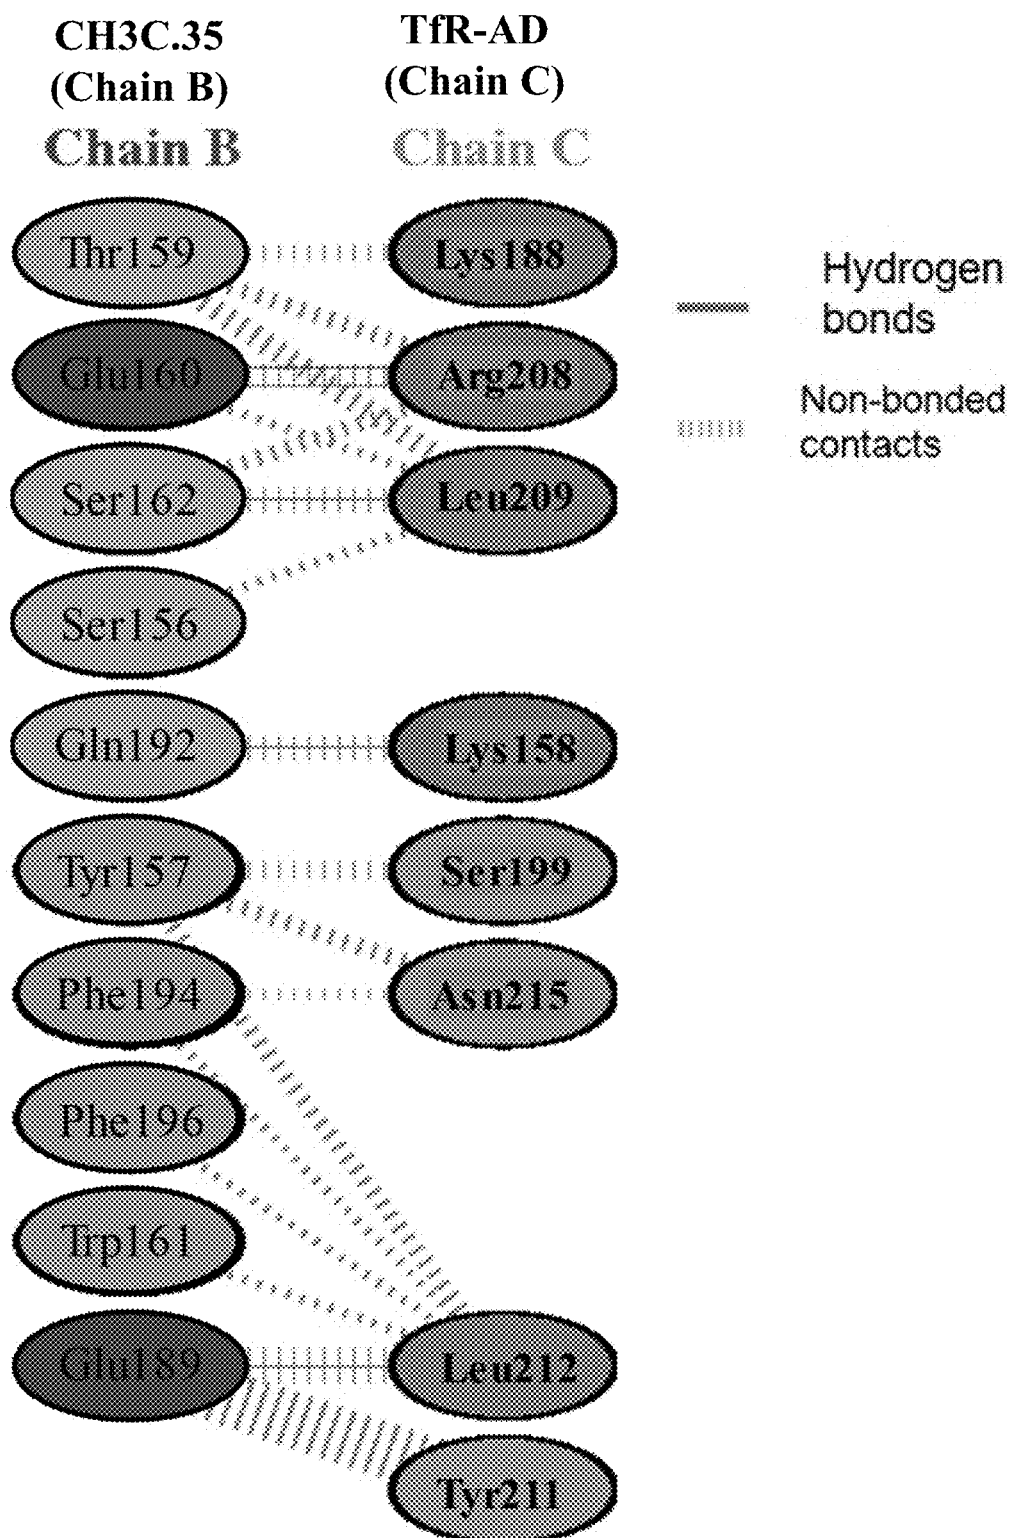 CH3C.35
(Chain B)
TfR-AD
(Chain C)
Chain B
Chain C
Thr159
Lys188
Hydrogen
bonds
Glu160
Arg208
Non-bonded
contacts
Ser162
Leu209
Ser156
Gln192
Lys158
Tyr157
Ser199
Phe194
Asn215
Phe196
Trp161
Glu189
Leu212
Tyr211